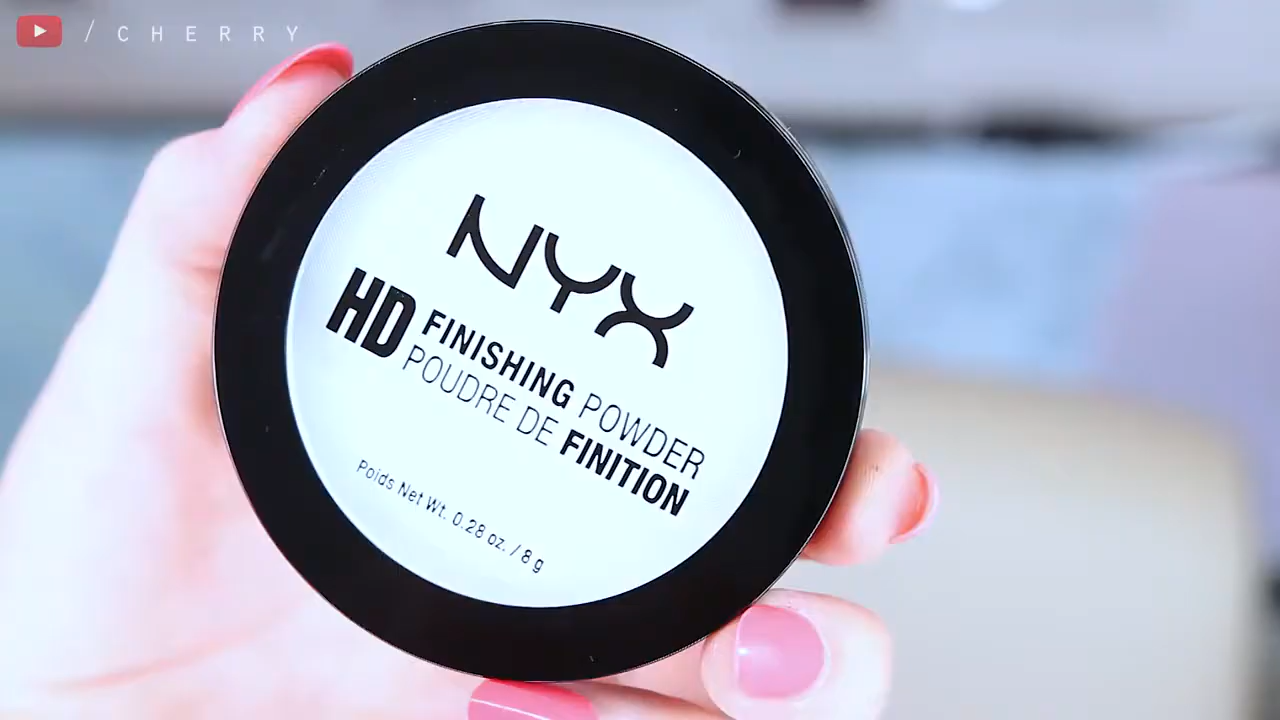 / CHERRY
NYX
HD FINISHING POWDER
POUDRE DE FINITION
Poids Net Wt. 0.28 oz. / 8 g